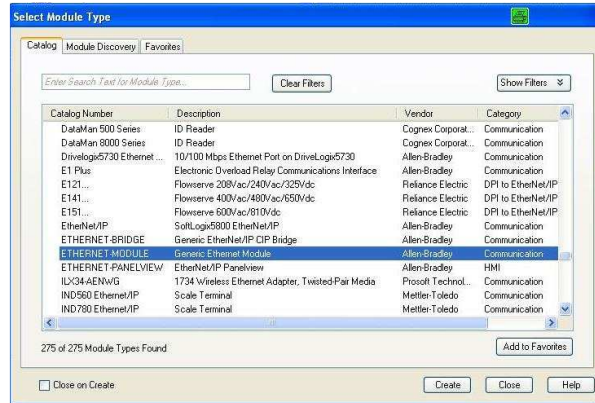 Select Module Type
Catalog Module Discovery Favorites
Enter Search Text for Module Type...
Clear Filters
Show Filters
Catalog Number Description Vendor Category
DataMan 500 Series ID Reader Cognex Corporat... Communication
DataMan 8000 Series ID Reader Cognex Corporat... Communication
Drivelogix5730 Ethernet ... 10/100 Mbps Ethernet Port on DriveLogix5730 Allen-Bradley Communication
E1 Plus Electronic Overload Relay Communications Interface Allen-Bradley Communication
E121... Flowserve 208Vac/240Vac/325Vdc Reliance Electric DPI to EtherNet/IP
E141... Flowserve 400Vac/480Vac/650Vdc Reliance Electric DPI to EtherNet/IP
E151... Flowserve 600Vac/810Vdc Reliance Electric DPI to EtherNet/IP
EtherNet/IP SoftLogix5800 EtherNet/IP Allen-Bradley Communication
ETHERNET-BRIDGE Generic EtherNet/IP CIP Bridge Allen-Bradley Communication
ETHERNET-MODULE Generic Ethernet Module Allen-Bradley Communication
ETHERNET-PANELVIEW EtherNet/IP Panelview Allen-Bradley HMI
ILX34-AENWG 1734 Wireless Ethernet Adapter, Twisted-Pair Media Prosoft Technol... Communication
IND560 Ethernet/IP Scale Terminal Mettler-Toledo Communication
IND780 Ethernet/IP Scale Terminal Mettler-Toledo Communication
275 of 275 Module Types Found
Add to Favorites
Close on Create
Create Close Help